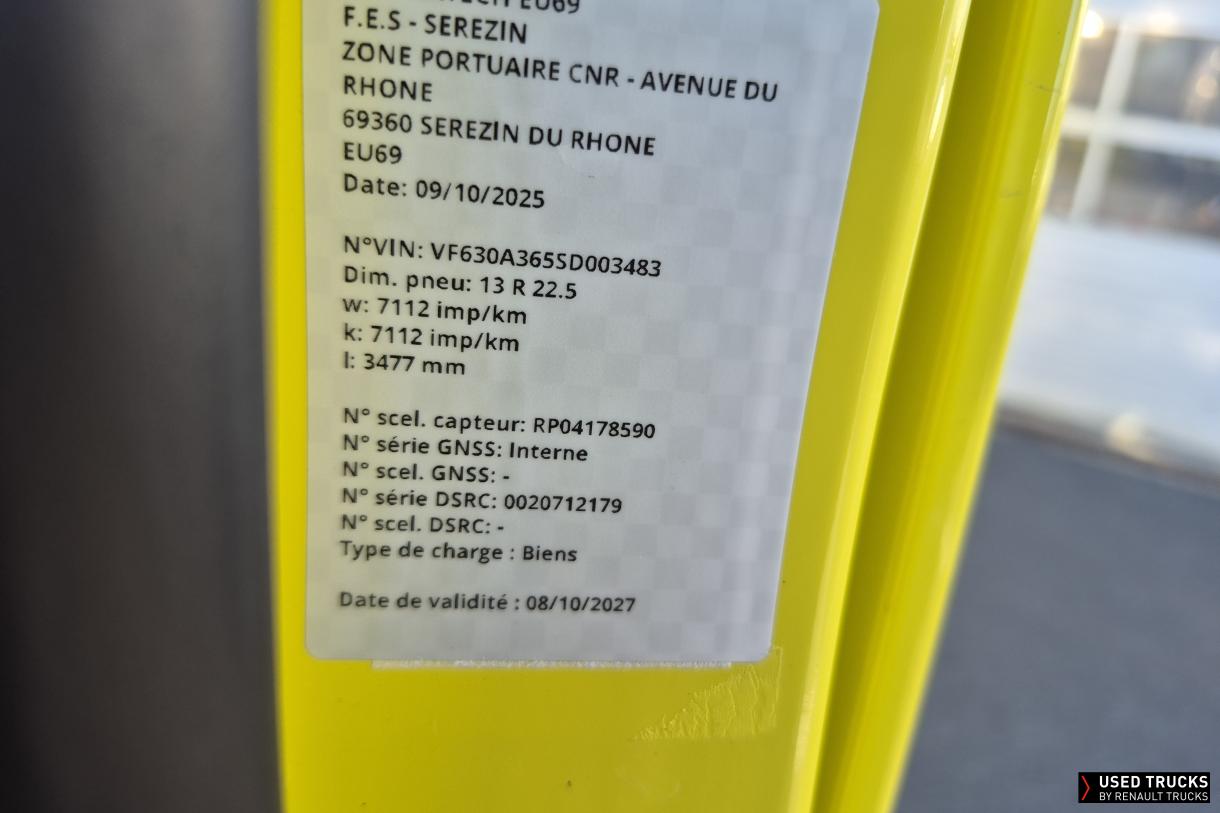 EU69
F.E.S - SEREZIN
ZONE PORTUAIRE CNR - AVENUE DU
RHONE
69360 SEREZIN DU RHONE
EU69
Date: 09/10/2025
N°VIN: VF630A365SD003483
Dim. pneu: 13 R 22.5
w: 7112 imp/km
k: 7112 imp/km
l: 3477 mm
N° scel. capteur: RP04178590
N° série GNSS: Interne
N° scel. GNSS: -
N° série DSRC: 0020712179
N° scel. DSRC: -
Type de charge : Biens
Date de validité : 08/10/2027
USED TRUCKS
BY RENAULT TRUCKS